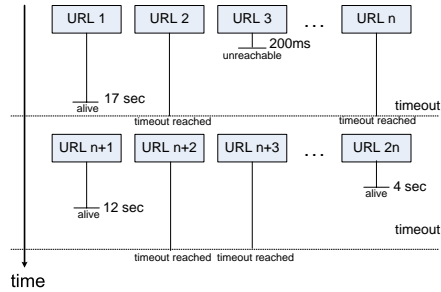 URL 1 URL 2 URL 3 ... URL n
200ms
unreachable
17 sec
alive
timeout
timeout reached timeout reached
URL n+1 URL n+2 URL n+3 ... URL 2n
4 sec
alive
12 sec
alive
timeout
timeout reached timeout reached
time